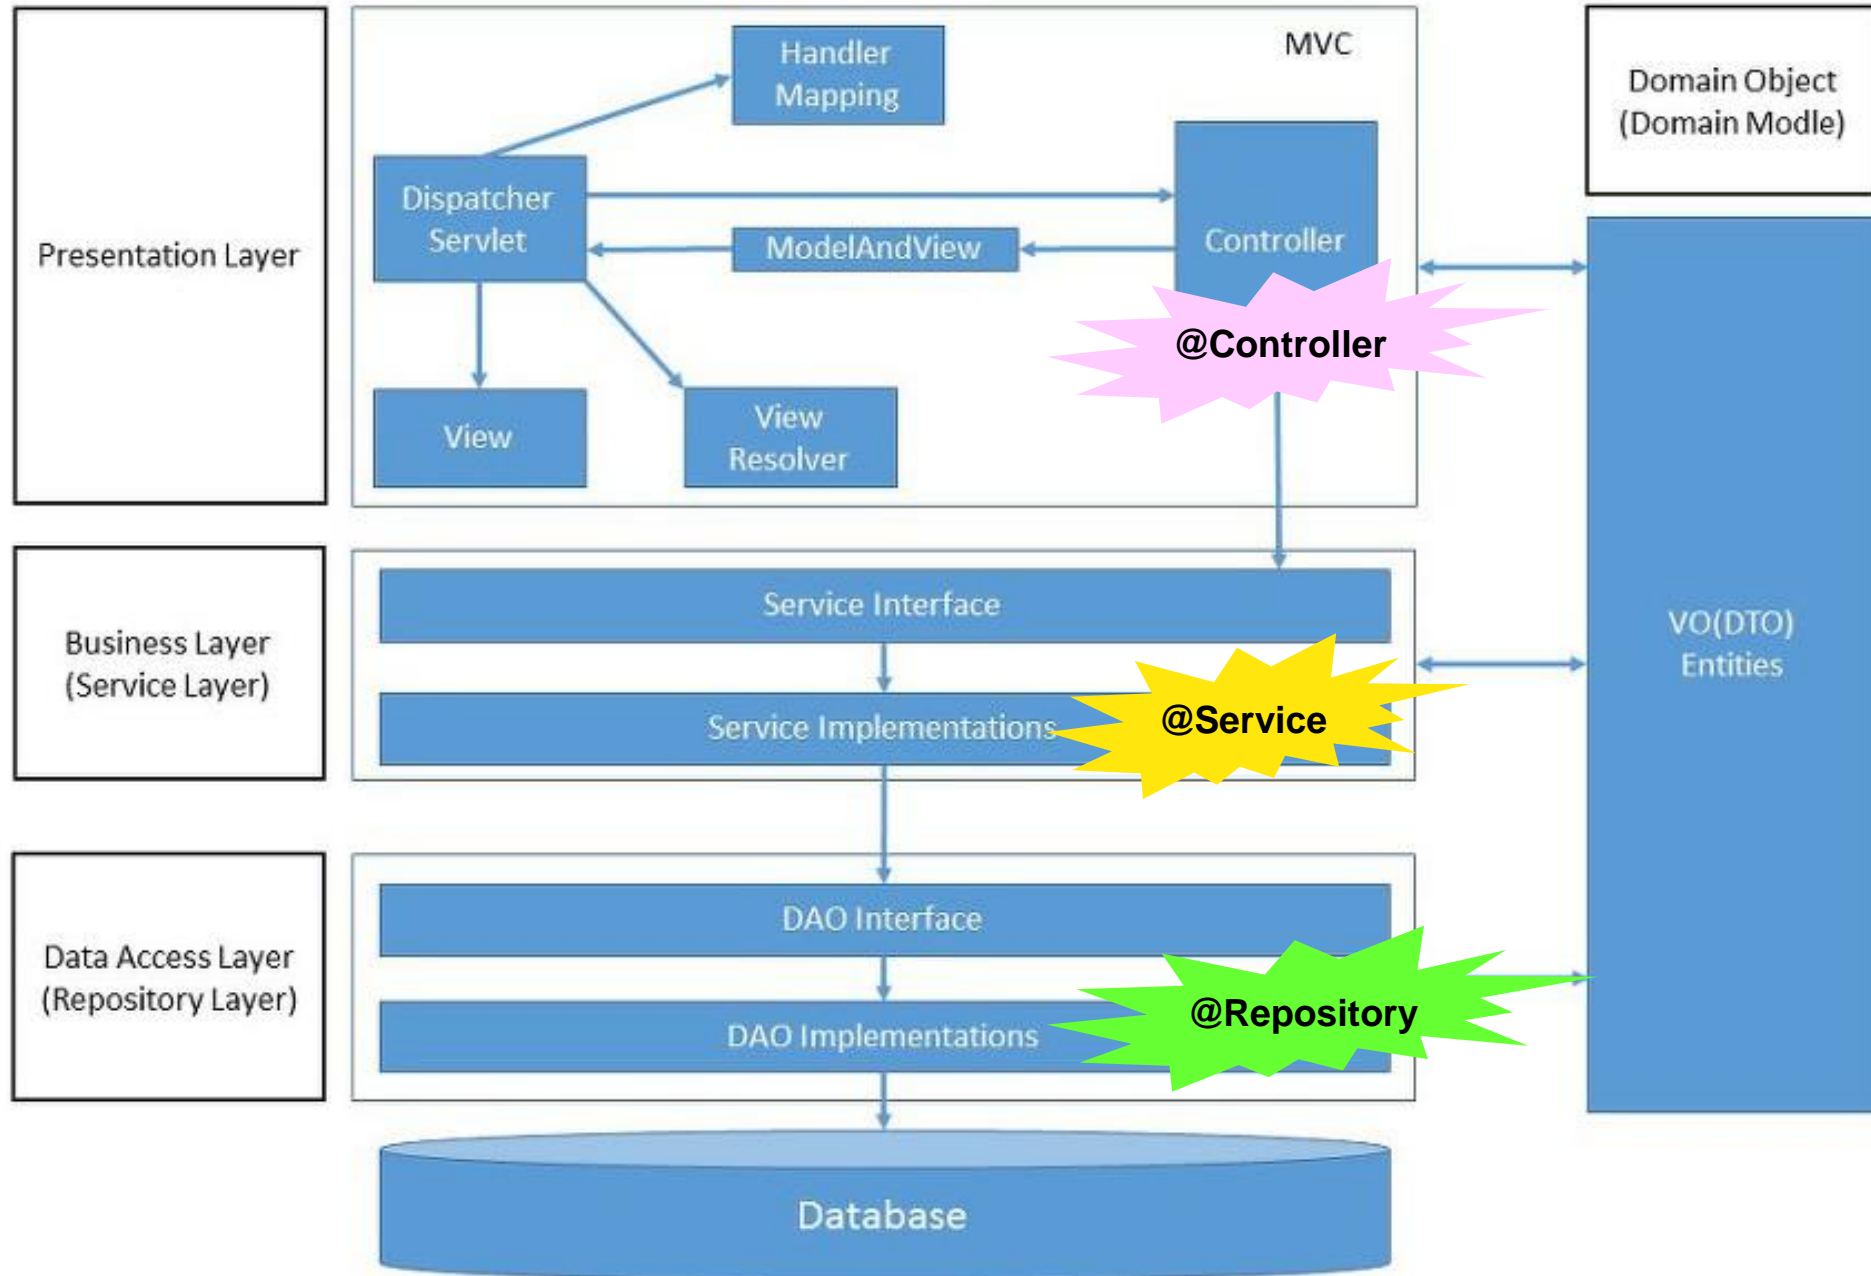 Presentation Layer
MVC
Handler
Mapping
Dispatcher
Servlet
ModelAndView
Controller
@Controller
View
View
Resolver
Domain Object
(Domain Modle)
Business Layer
(Service Layer)
Service Interface
Service Implementations
@Service
VO(DTO)
Entities
Data Access Layer
(Repository Layer)
DAO Interface
DAO Implementations
@Repository
Database